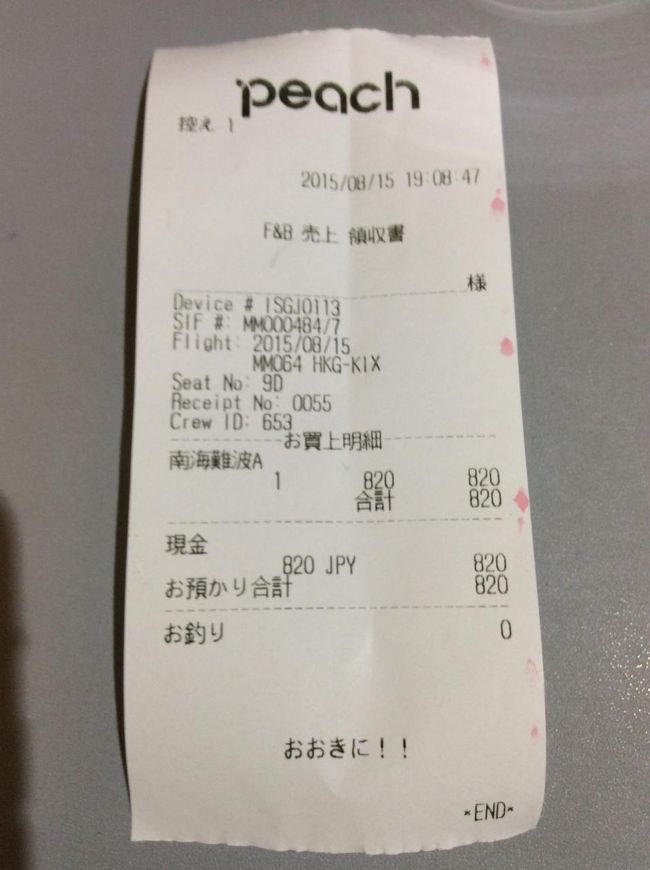 peach
控え 1
2015/08/15 19:08:47
F&B 売上 領収書
様
Device # ISGJ0113
SIF #: MM000484/7
Flight: 2015/08/15
MM064 HKG-KIX
Seat No: 9D
Receipt No: 0055
Crew ID: 653
お買上明細
南海難波A
1 820 820
合計 820
現金
820 JPY 820
お預かり合計 820
お釣り 0
おおきに！！
*END*